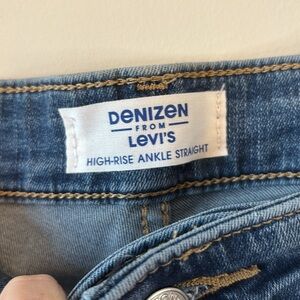 DENIZEN
FROM
LEVI'S
HIGH-RISE ANKLE STRAIGHT